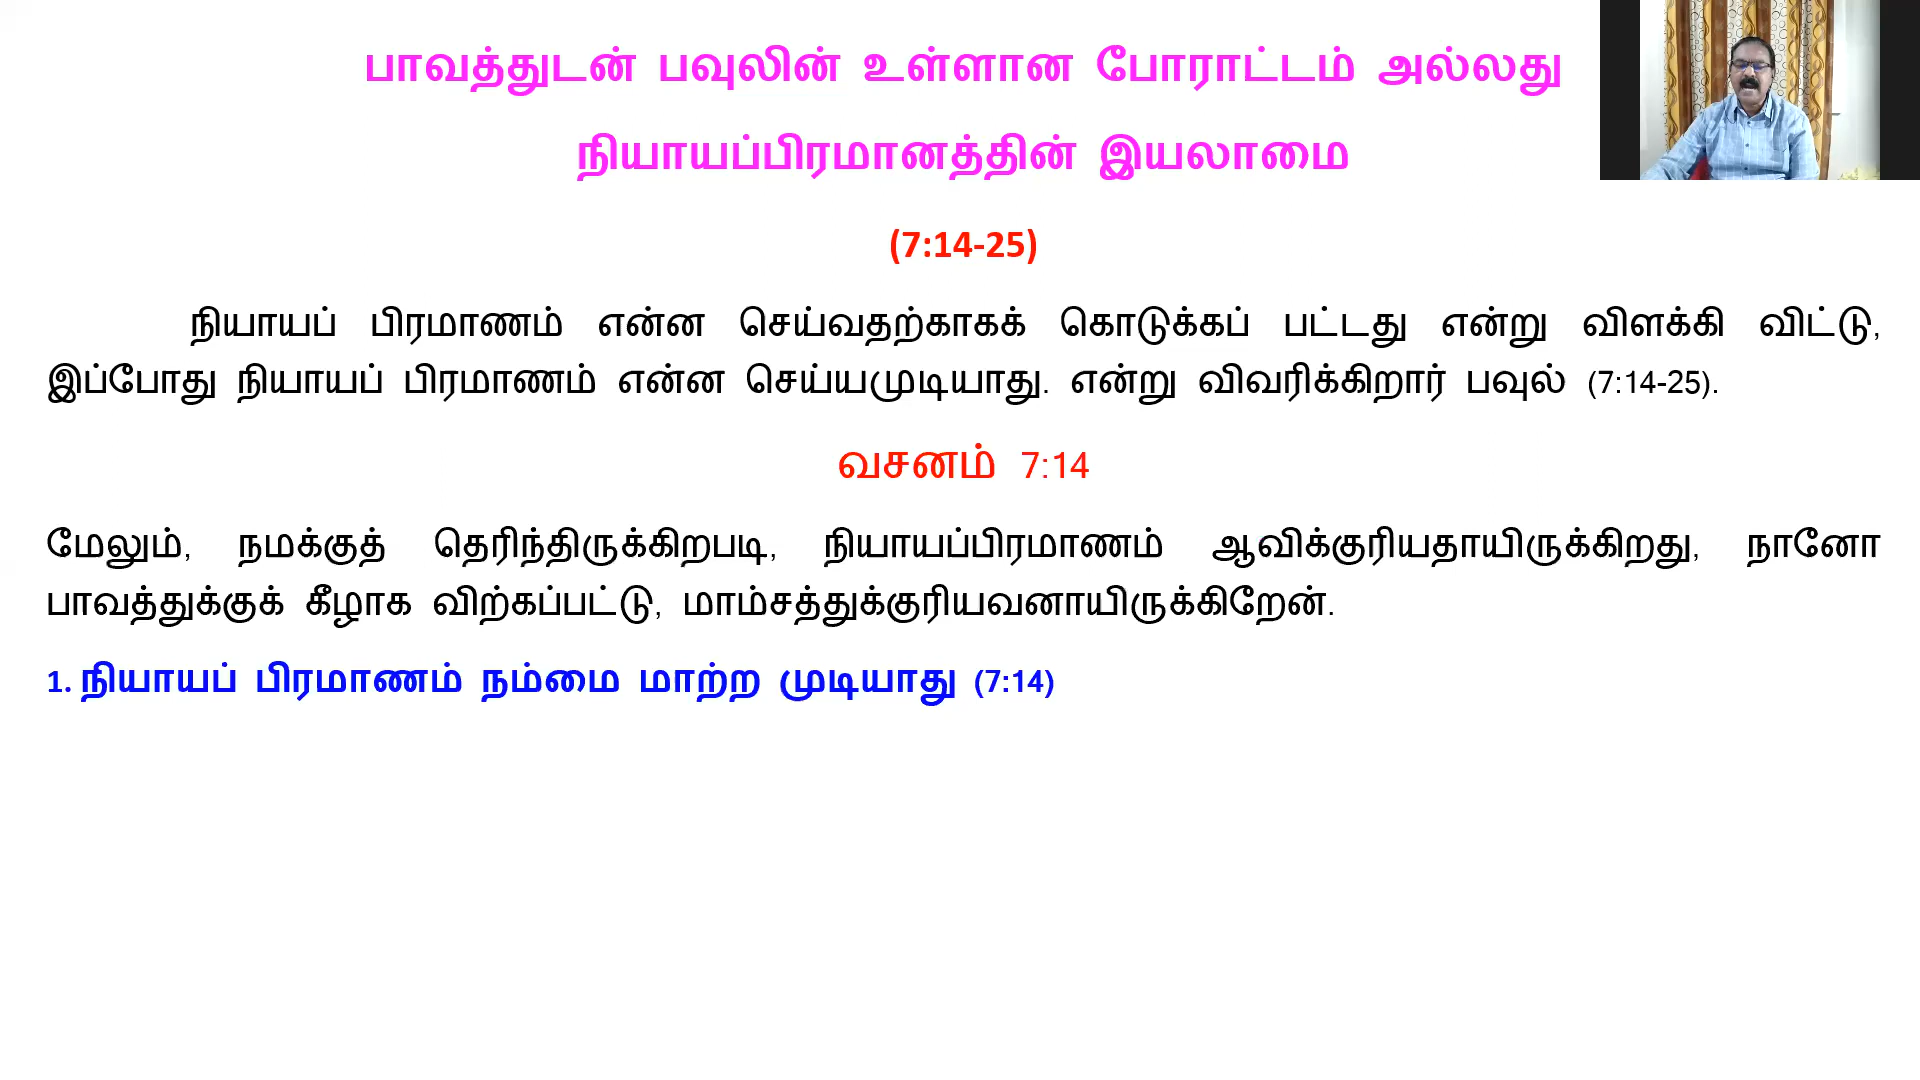 பாவத்துடன் பவுலின் உள்ளான போராட்டம் அல்லது
நியாயப்பிரமானத்தின் இயலாமை
(7:14-25)
நியாயப் பிரமாணம் என்ன செய்வதற்காகக் கொடுக்கப் பட்டது என்று விளக்கி விட்டு,
இப்போது நியாயப் பிரமாணம் என்ன செய்யமுடியாது. என்று விவரிக்கிறார் பவுல் (7:14-25).
வசனம் 7:14
மேலும், நமக்குத் தெரிந்திருக்கிறபடி, நியாயப்பிரமாணம் ஆவிக்குரியதாயிருக்கிறது, நானோ
பாவத்துக்குக் கீழாக விற்கப்பட்டு, மாம்சத்துக்குரியவனாயிருக்கிறேன்.
1. நியாயப் பிரமாணம் நம்மை மாற்ற முடியாது (7:14)